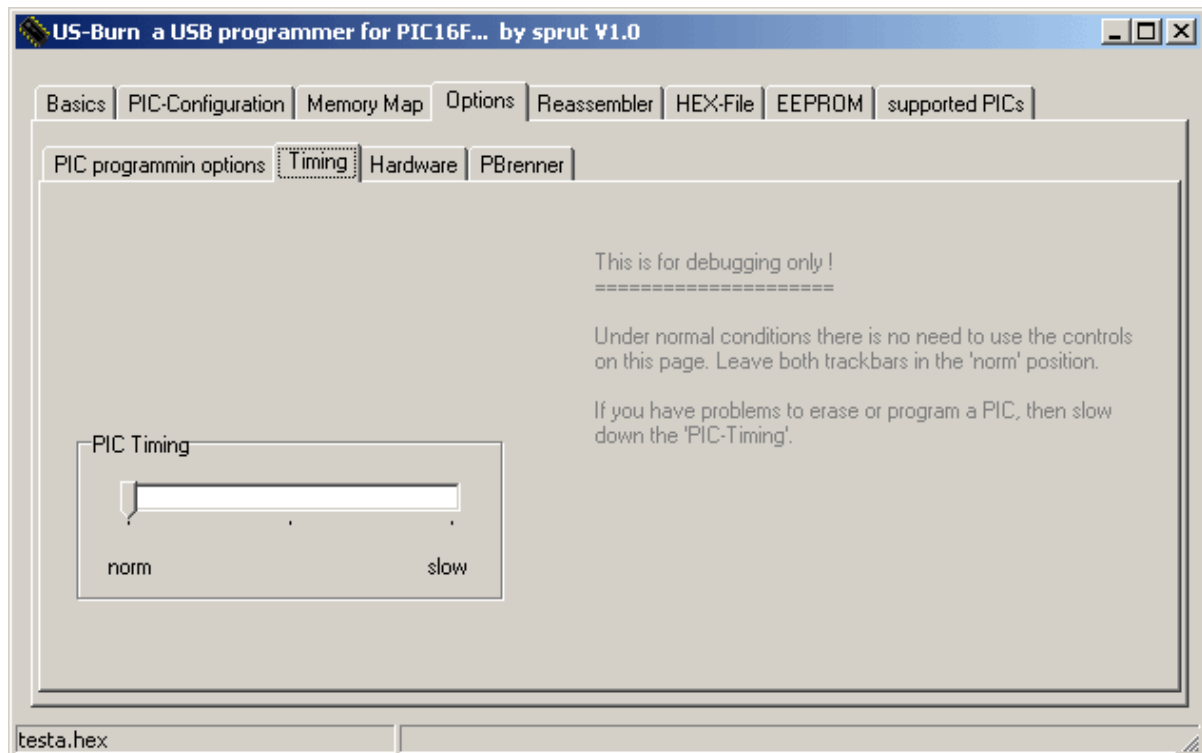 US-Burn a USB programmer for PIC16F... by sprut V1.0
Basics PIC-Configuration Memory Map Options Reassembler HEX-File EEPROM supported PICs
PIC programmin options Timing Hardware PBrenner
This is for debugging only !
=====================
Under normal conditions there is no need to use the controls
on this page. Leave both trackbars in the 'norm' position.
If you have problems to erase or program a PIC, then slow
down the 'PIC-Timing'.
PIC Timing
norm slow
testa.hex